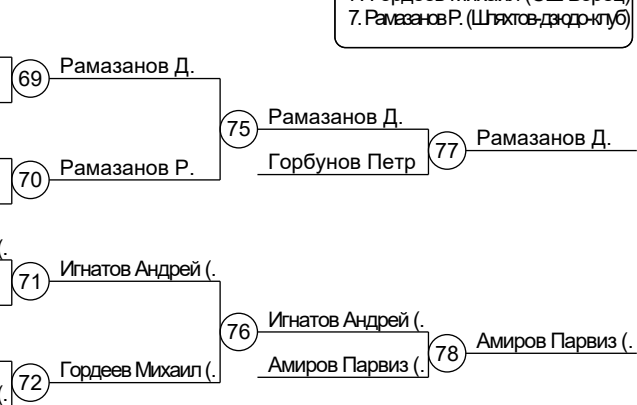 7. Рамазанов Р. (Шляхтов-дзюдо-клуб)
69 Рамазанов Д.
75 Рамазанов Д.
77 Рамазанов Д.
Горбунов Петр
70 Рамазанов Р.
71 Игнатов Андрей (.
76 Игнатов Андрей (.
78 Амиров Парвиз (.
Амиров Парвиз (.
72 Гордеев Михаил (.